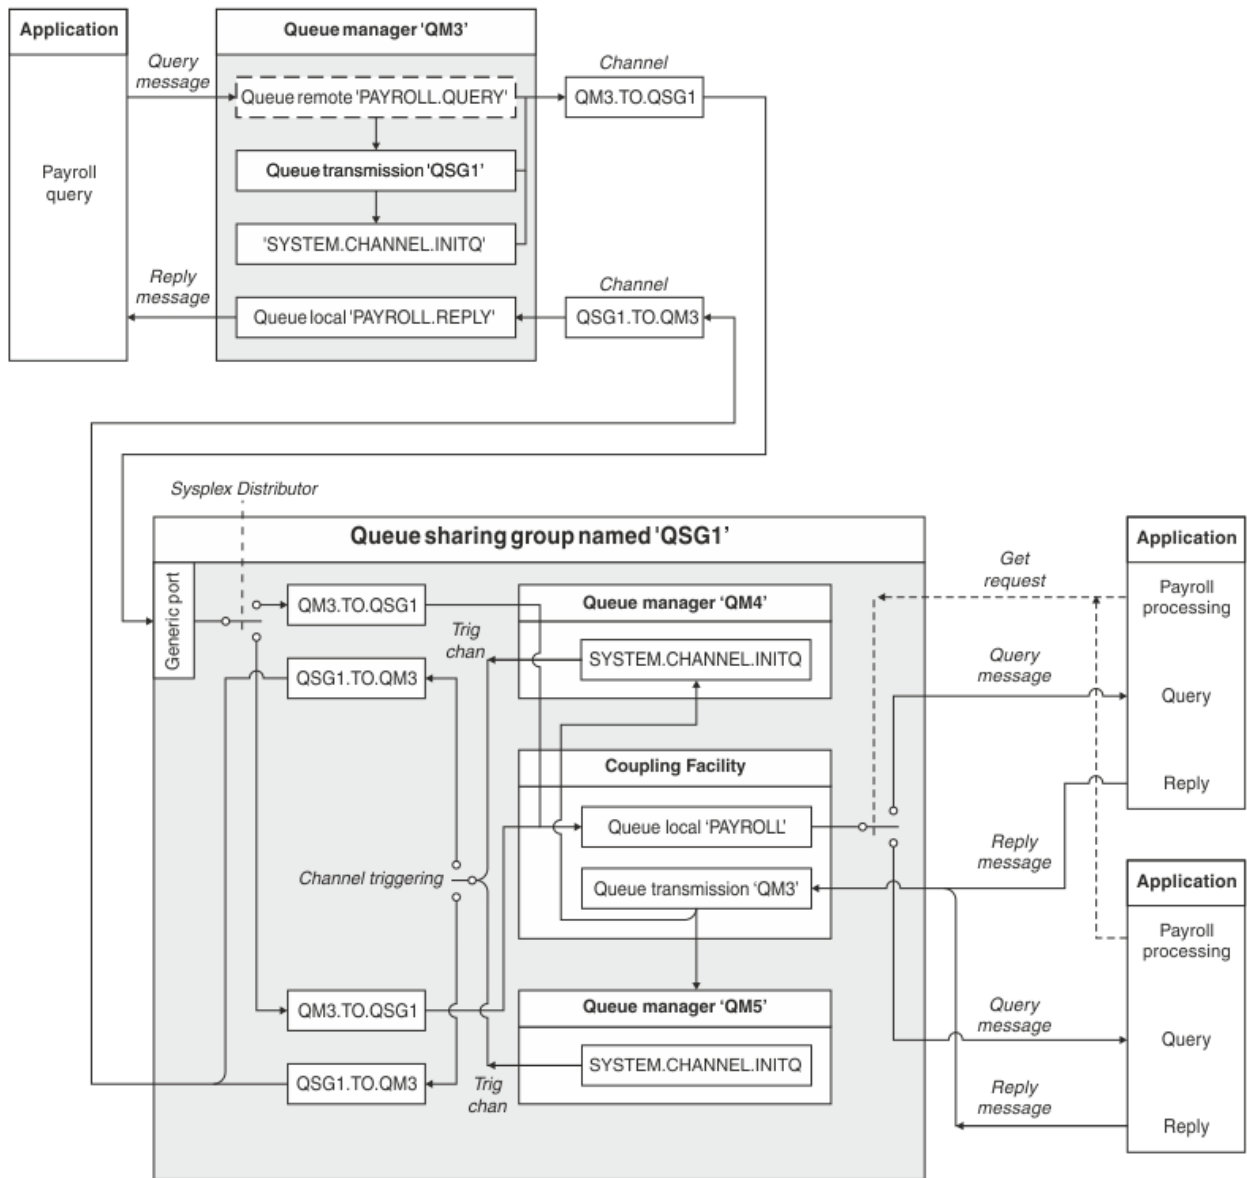 Application
Queue manager 'QM3'
Query
message
Channel
Queue remote 'PAYROLL.QUERY'
QM3.TO.QSG1
Payroll
query
Queue transmission 'QSG1'
'SYSTEM.CHANNEL.INITQ'
Reply
message
Channel
Queue local 'PAYROLL.REPLY'
QSG1.TO.QM3
Sysplex Distributor
Queue sharing group named 'QSG1'
Generic port
QM3.TO.QSG1
QSG1.TO.QM3
Trig
chan
Queue manager ‘QM4’
SYSTEM.CHANNEL.INITQ
Coupling Facility
Queue local ‘PAYROLL’
Queue transmission ‘QM3’
Channel triggering
QM3.TO.QSG1
QSG1.TO.QM3
Trig
chan
Queue manager ‘QM5’
SYSTEM.CHANNEL.INITQ
Get
request
Query
message
Reply
message
Application
Payroll
processing
Query
Reply
Application
Payroll
processing
Query
message
Query
Reply
message
Reply